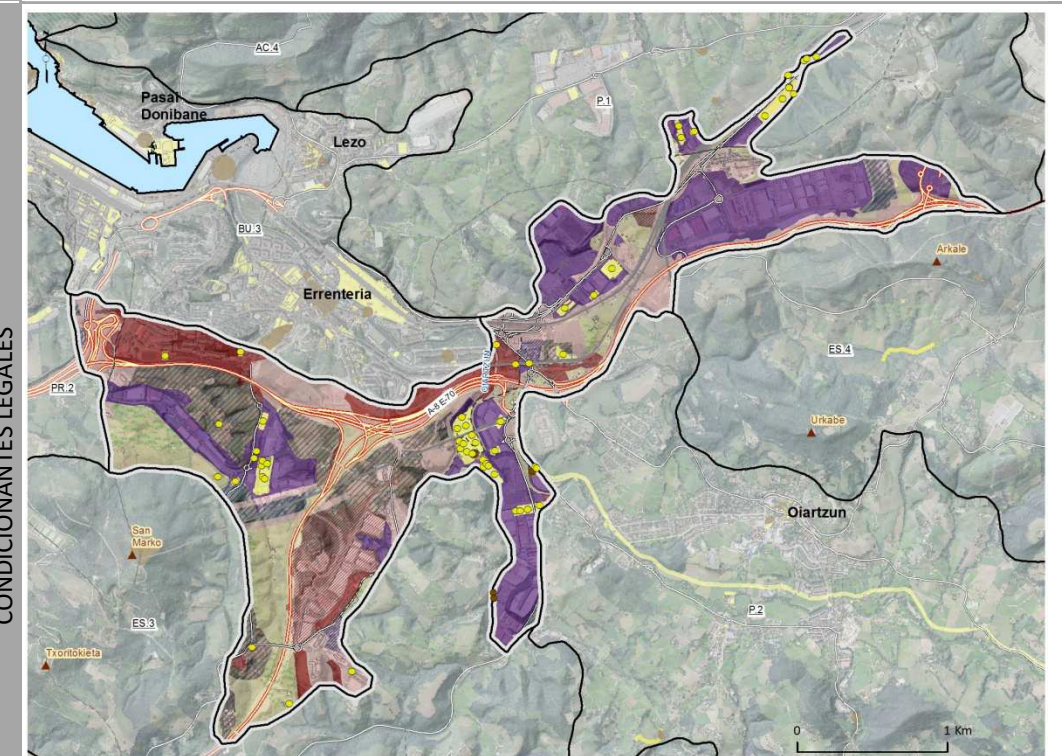 CONDICIONANTES LEGALES
AC.4
Pasai
Donibane
Lezo
P.1
BU.3
Errenteria
OIARTZUN
Arkale
ES.4
PR.2
A-8 E-70
Urkabe
Oiartzun
San
Marko
ES.3
P.2
Txoritokieta
0
1 Km